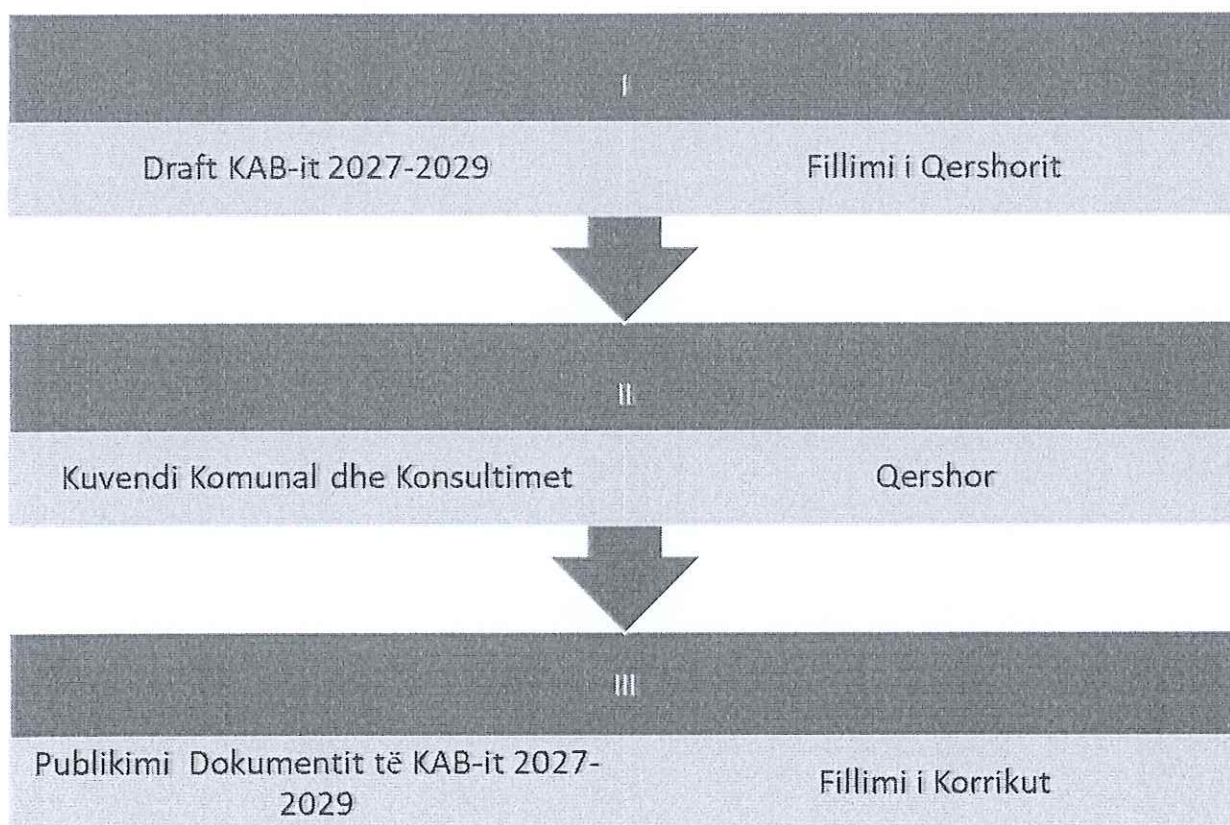 I
Draft KAB-it 2027-2029
Fillimi i Qershorit
II
Kuvendi Komunal dhe Konsultimet
Qershor
III
Publikimi Dokumentit të KAB-it 2027-
2029
Fillimi i Korrikut